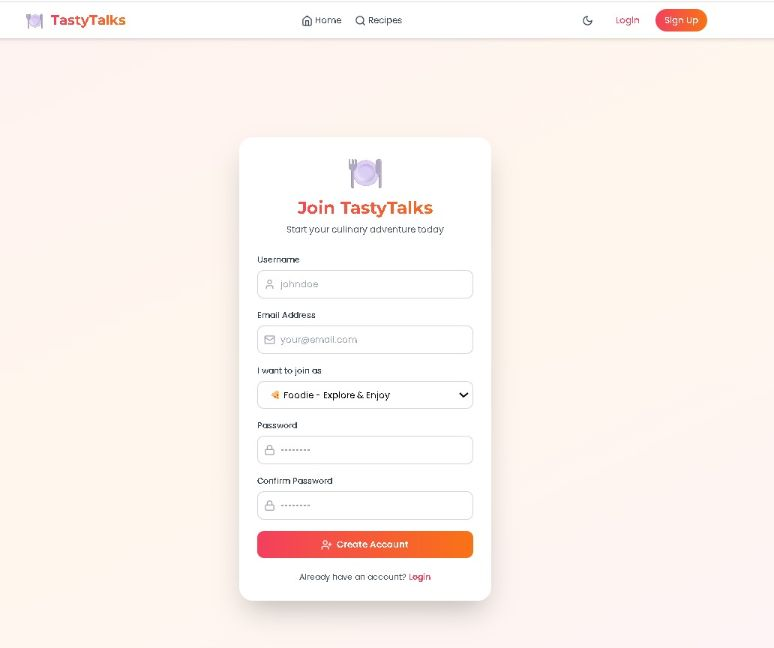 TastyTalks
Home
Recipes
Login
Sign Up
Join TastyTalks
Start your culinary adventure today
Username
johndoe
Email Address
your@email.com
I want to join as
Foodie - Explore & Enjoy
Password
--------
Confirm Password
--------
Create Account
Already have an account? Login